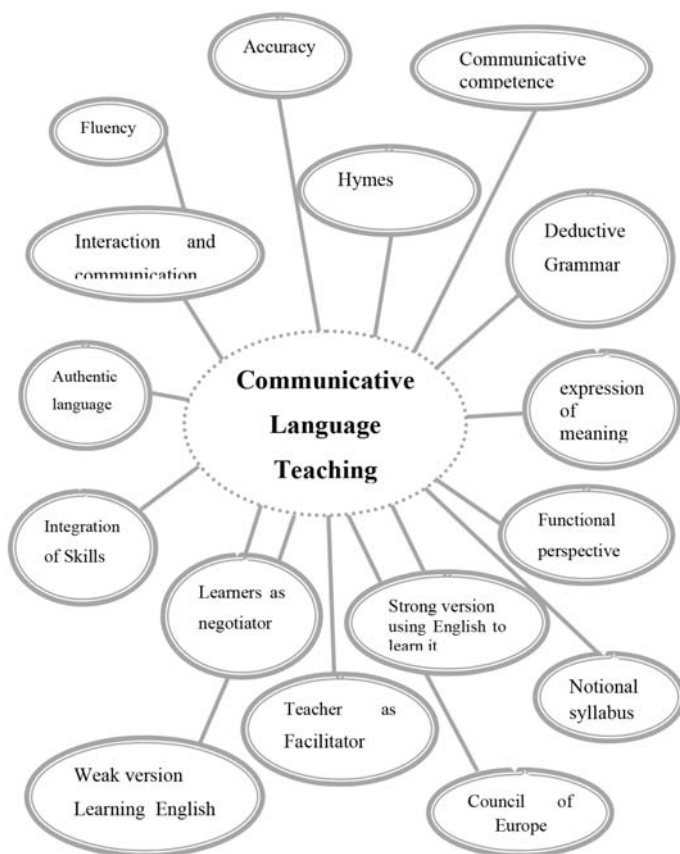 Accuracy
Communicative
competence
Fluency
Hymes
Interaction and
communication
Deductive
Grammar
Authentic
language
Communicative
Language
Teaching
expression
of
meaning
Integration
of Skills
Functional
perspective
Learners as
negotiator
Strong version
using English to
learn it
Notional
syllabus
Teacher as
Facilitator
Weak version
Learning English
Council of
Europe